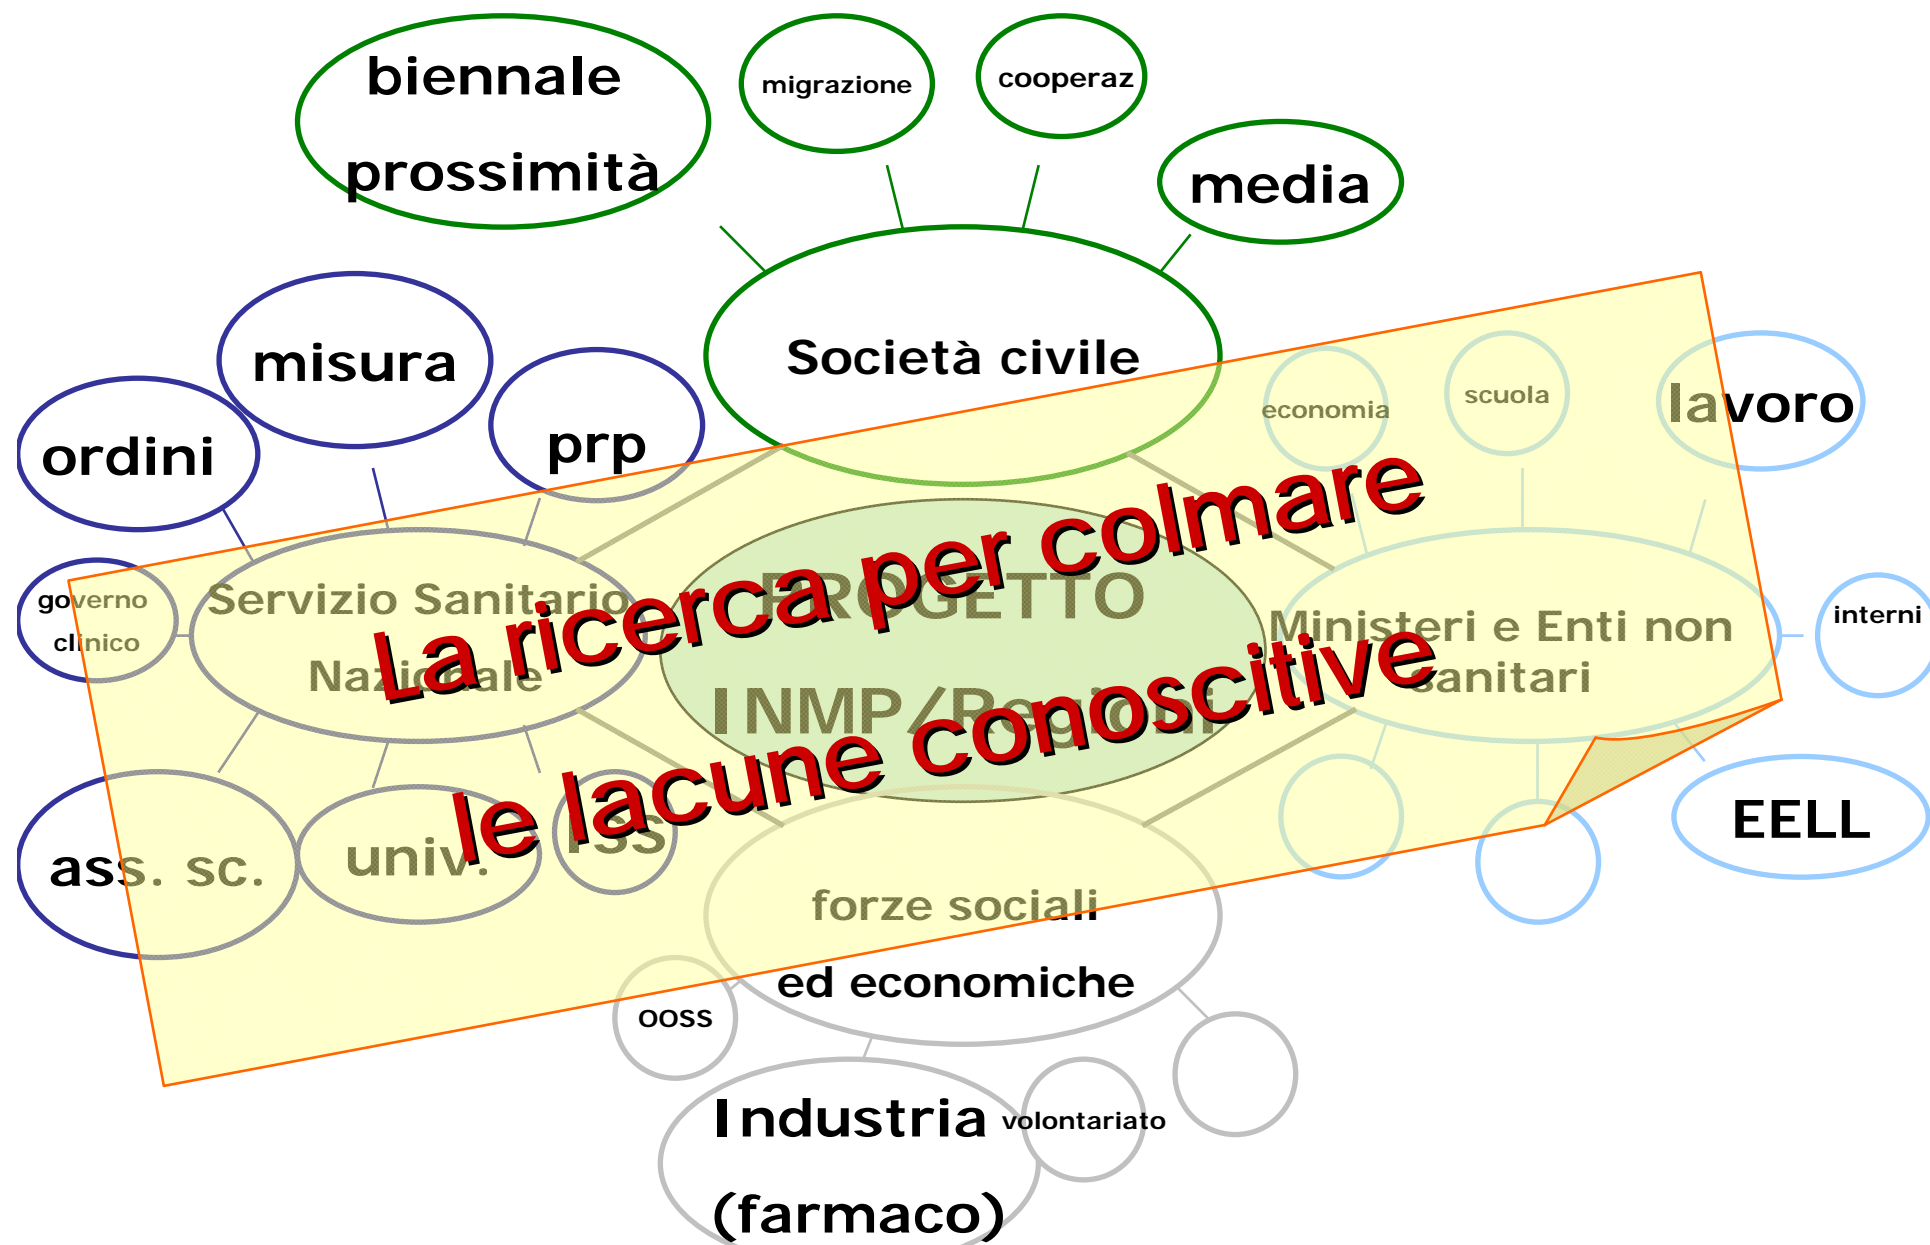 biennale
prossimità
migrazione
cooperaz
media
Società civile
misura
prp
ordini
economia
scuola
lavoro
governo
clinico
Servizio Sanitario
Nazionale
PROGETTO
INMP/Regioni
Ministeri e Enti non
sanitari
interni
La ricerca per colmare
le lacune conoscitive
ass. sc.
univ.
EELL
forze sociali
ed economiche
OOSS
Industria
(farmaco)
volontariato